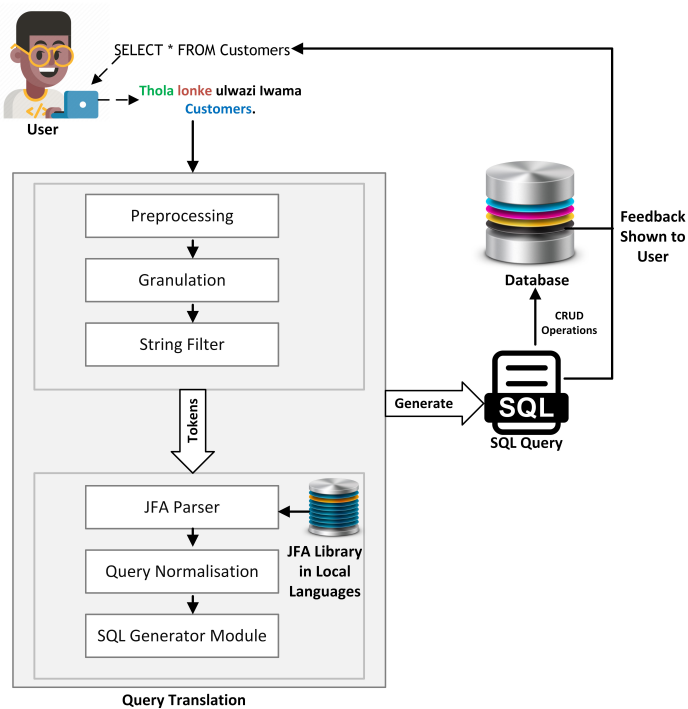 SELECT * FROM Customers
Thola lonke ulwazi lwama
Customers.
User
Preprocessing
Granulation
String Filter
Tokens
JFA Parser
JFA Library
in Local
Languages
Query Normalisation
SQL Generator Module
Query Translation
Generate
SQL
SQL Query
CRUD
Operations
Database
Feedback
Shown to
User